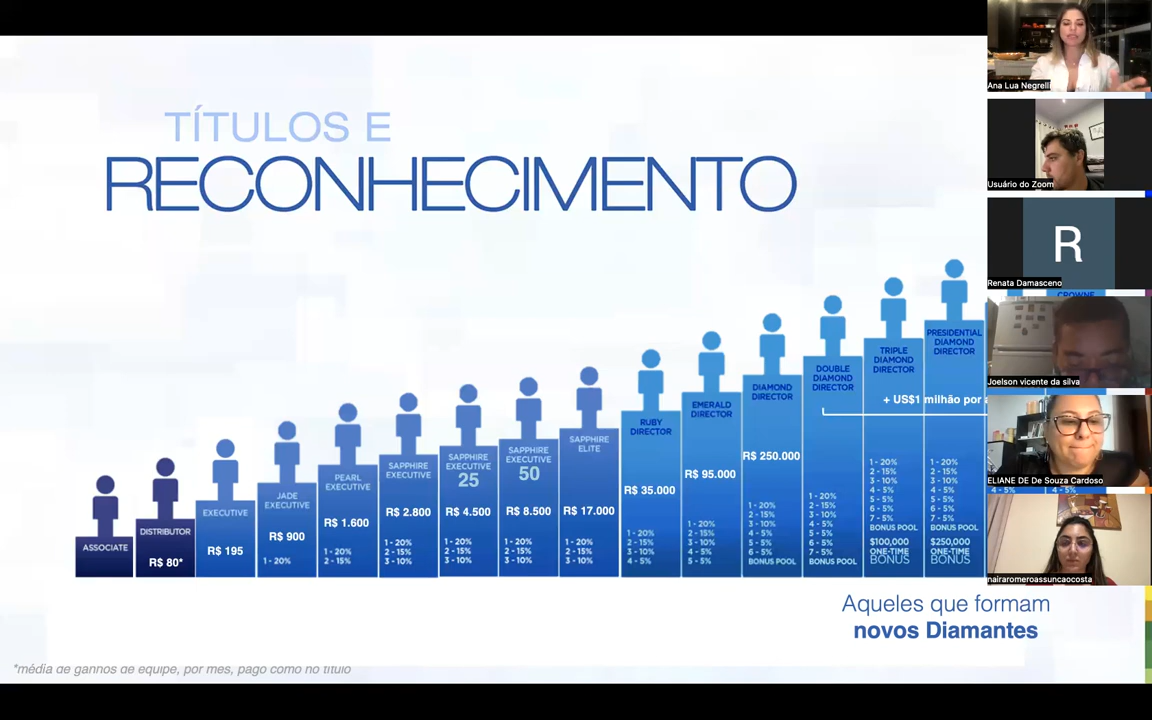 TÍTULOS E
RECONHECIMENTO
ASSOCIATE
DISTRIBUTOR
R$ 80*
EXECUTIVE
R$ 195
JADE
EXECUTIVE
R$ 900
1 - 20%
PEARL
EXECUTIVE
R$ 1.600
1 - 20%
2 - 15%
SAPPHIRE
EXECUTIVE
R$ 2.800
1 - 20%
2 - 15%
3 - 10%
SAPPHIRE
EXECUTIVE
25
R$ 4.500
1 - 20%
2 - 15%
3 - 10%
SAPPHIRE
EXECUTIVE
50
R$ 8.500
1 - 20%
2 - 15%
3 - 10%
SAPPHIRE
ELITE
R$ 17.000
1 - 20%
2 - 15%
3 - 10%
RUBY
DIRECTOR
R$ 35.000
1 - 20%
2 - 15%
3 - 10%
4 - 5%
EMERALD
DIRECTOR
R$ 95.000
1 - 20%
2 - 15%
3 - 10%
4 - 5%
5 - 5%
DIAMOND
DIRECTOR
R$ 250.000
1 - 20%
2 - 15%
3 - 10%
4 - 5%
5 - 5%
6 - 5%
BONUS POOL
DOUBLE
DIAMOND
DIRECTOR
1 - 20%
2 - 15%
3 - 10%
4 - 5%
5 - 5%
6 - 5%
7 - 5%
BONUS POOL
TRIPLE
DIAMOND
DIRECTOR
+ US$1 milhão por
1 - 20%
2 - 15%
3 - 10%
4 - 5%
5 - 5%
6 - 5%
7 - 5%
BONUS POOL
$100,000
ONE-TIME
BONUS
PRESIDENTIAL
DIAMOND
DIRECTOR
1 - 20%
2 - 15%
3 - 10%
4 - 5%
5 - 5%
6 - 5%
7 - 5%
BONUS POOL
$250,000
ONE-TIME
BONUS
Aqueles que formam
novos Diamantes
*média de ganhos de equipe, por mês, pago como no título
Ana Lua Negrelli
Usuário do Zoom
R
Renata Damasceno
Joelson vicente da silva
ELIANE DE De Souza Cardoso
nairaromeroassuncaocosta